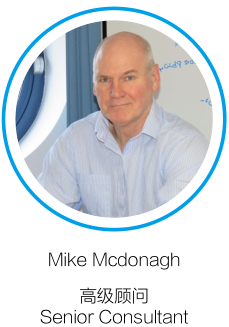 Mike Mcdonagh
高级顾问
Senior Consultant